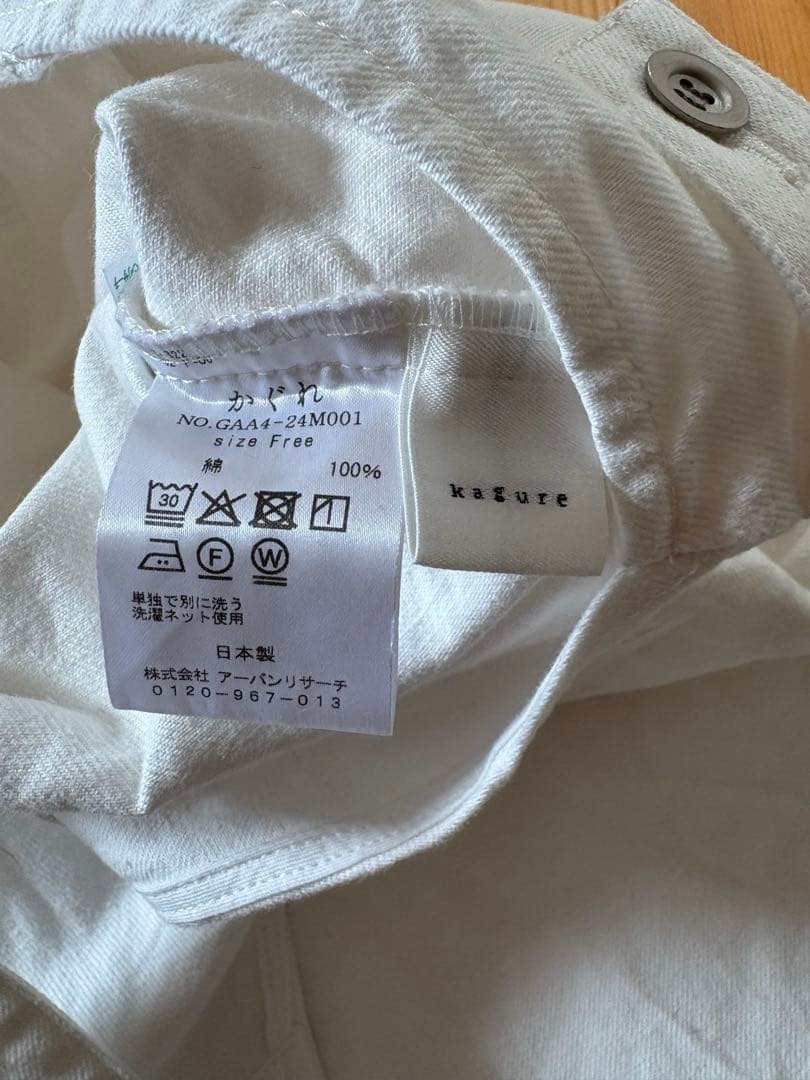 かぐれ
NO.GAA4-24M001
size Free
綿 100%
30
F W
単独で別に洗う
洗濯ネット使用
日本製
株式会社 アーバンリサーチ
0120-967-013
kagure